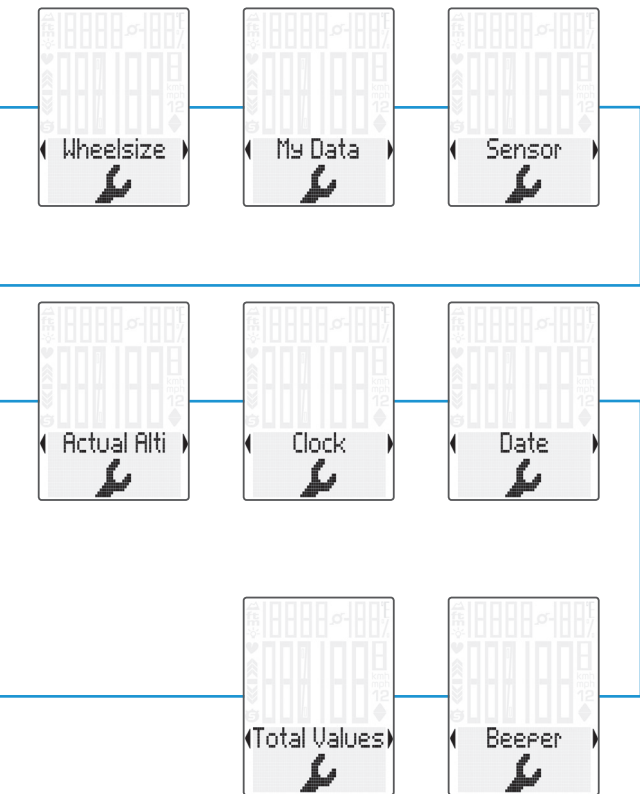 Wheelsize
My Data
Sensor
Actual Alti
Clock
Date
Total Values
Beeper